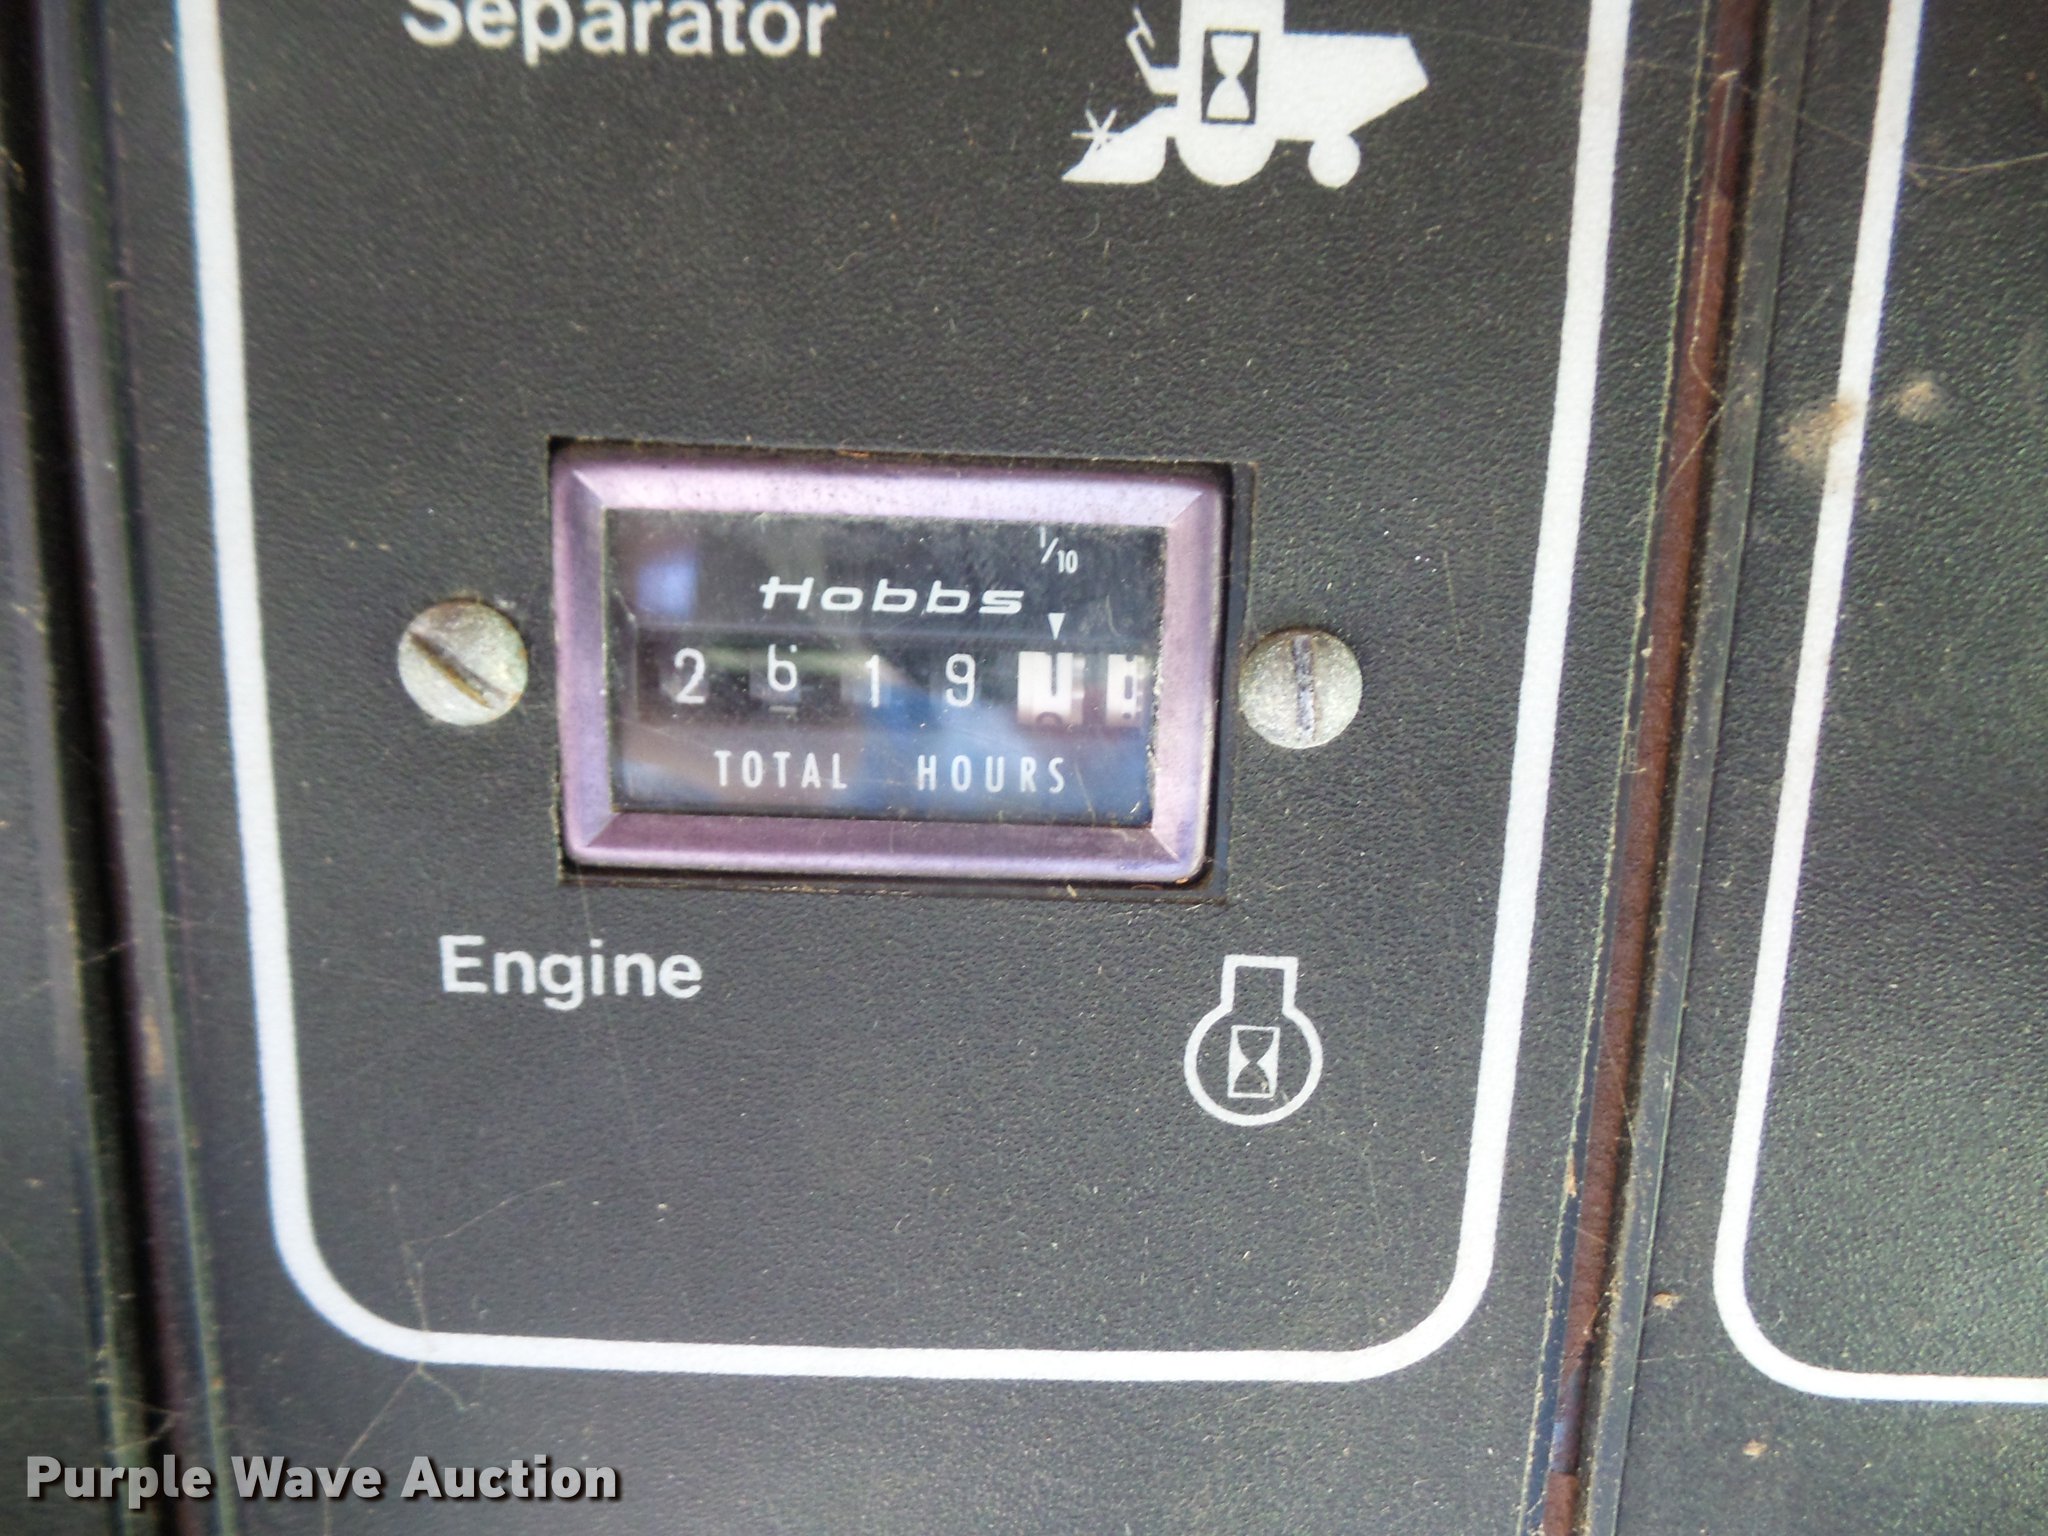 Separator
1/10
Hobbs
2 6 1 9
TOTAL HOURS
Engine
Purple Wave Auction